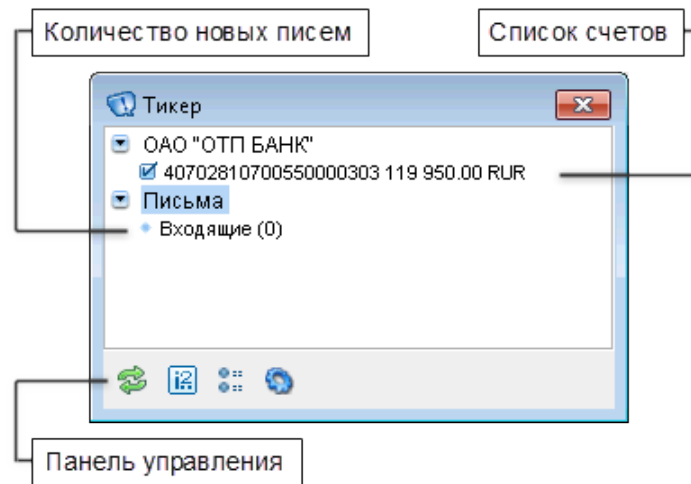 Количество новых писем
Список счетов
Тикер
ОАО "ОТП БАНК"
40702810700550000303 119 950.00 RUR
Письма
Входящие (0)
i2
Панель управления